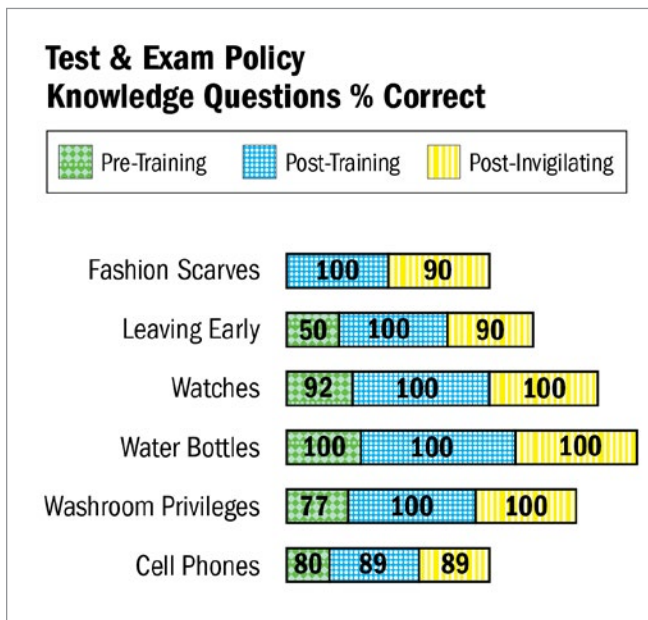 Test & Exam Policy
Knowledge Questions % Correct
Pre-Training Post-Training Post-Invigilating
Fashion Scarves 100 90
Leaving Early 50 100 90
Watches 92 100 100
Water Bottles 100 100 100
Washroom Privileges 77 100 100
Cell Phones 80 89 89